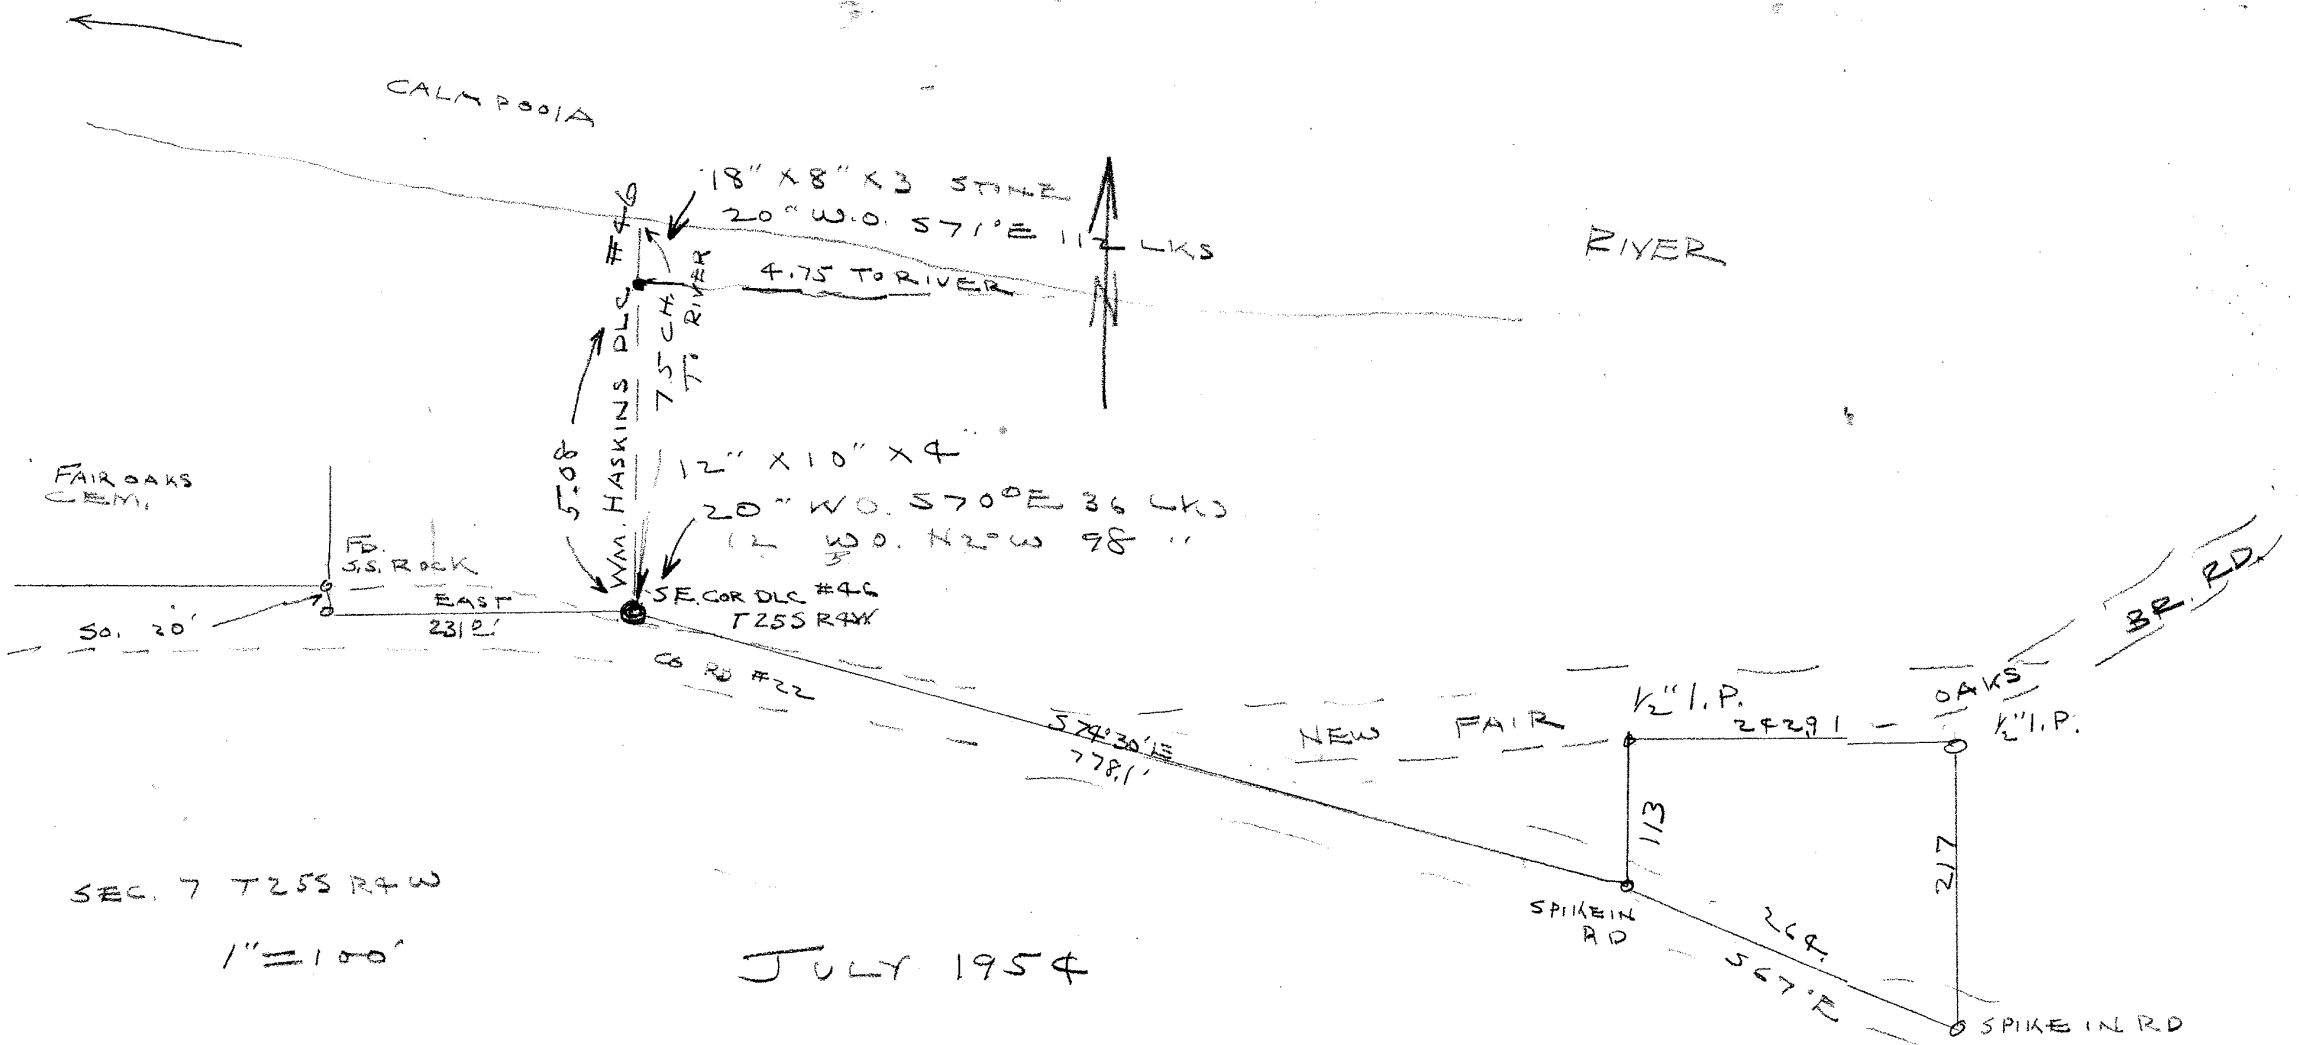 CALAPOOIA
RIVER
18" X 8" X 3 STONE
20" W.O. S71°E 112 LKS
4.75 TO RIVER
N
WM. HASKINS DLC #46
7.5 CH.
TO RIVER
5.08
12" X 10" X 4"
20" W.O. S70°E 36 LKS
12 W.O. N2°W 98 "
FAIR OAKS
CEM.
FD.
S.S. ROCK
SO. 20'
EAST
231.0'
S.E. COR DLC #46
T25S R4W
CO RD #22
S74°30'E
778.1'
NEW FAIR OAKS BR. RD.
1/2" I.P.
242.91
1/2" I.P.
113
217
SPIKE IN
RD
264.
S67°E
SPIKE IN RD
SEC. 7 T25S R4W
1"=100'
JULY 1954